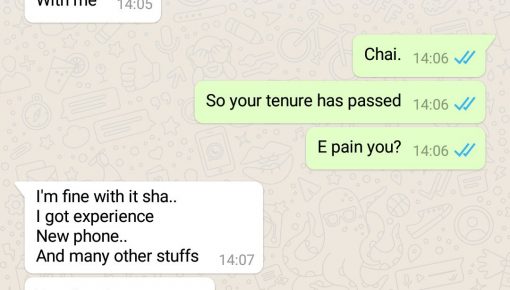 With me 14:05
Chai. 14:06
So your tenure has passed 14:06
E pain you? 14:06
I'm fine with it sha..
I got experience
New phone..
And many other stuffs 14:07